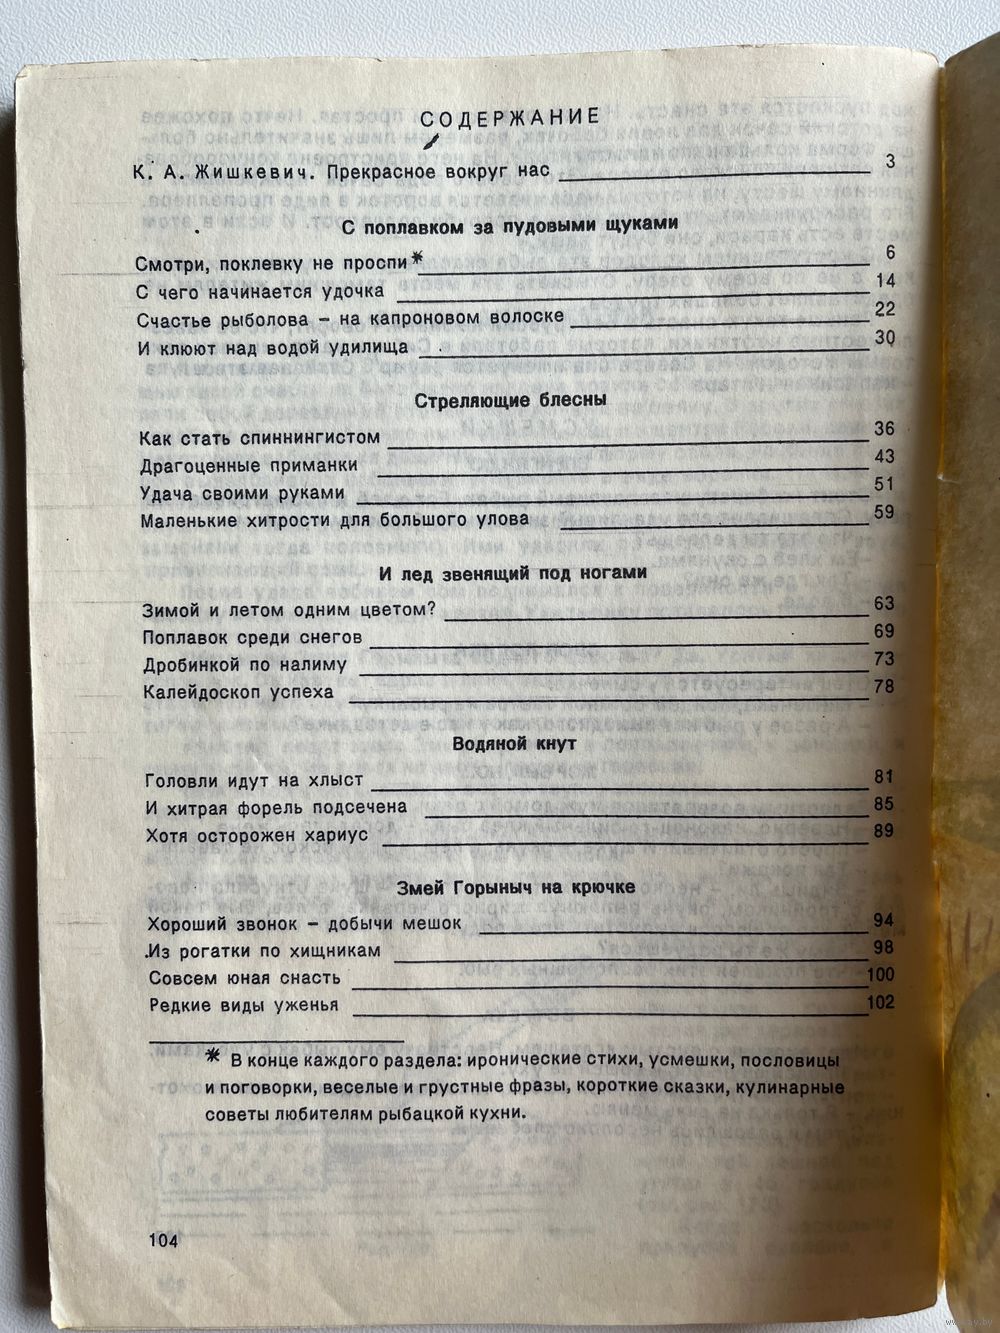 СОДЕРЖАНИЕ
К. А. Жишкевич. Прекрасное вокруг нас 3
С поплавком за пудовыми щуками
Смотри, поклевку не проспи* 6
С чего начинается удочка 14
Счастье рыболова – на капроновом волоске 22
И клюют над водой удилища 30
Стреляющие блесны
Как стать спиннингистом 36
Драгоценные приманки 43
Удача своими руками 51
Маленькие хитрости для большого улова 59
И лед звенящий под ногами
Зимой и летом одним цветом? 63
Поплавок среди снегов 69
Дробинкой по налиму 73
Калейдоскоп успеха 78
Водяной кнут
Головли идут на хлыст 81
И хитрая форель подсечена 85
Хотя осторожен хариус 89
Змей Горыныч на крючке
Хороший звонок – добычи мешок 94
Из рогатки по хищникам 98
Совсем юная снасть 100
Редкие виды уженья 102
* В конце каждого раздела: иронические стихи, усмешки, пословицы
и поговорки, веселые и грустные фразы, короткие сказки, кулинарные
советы любителям рыбацкой кухни.
104
www.ay.by